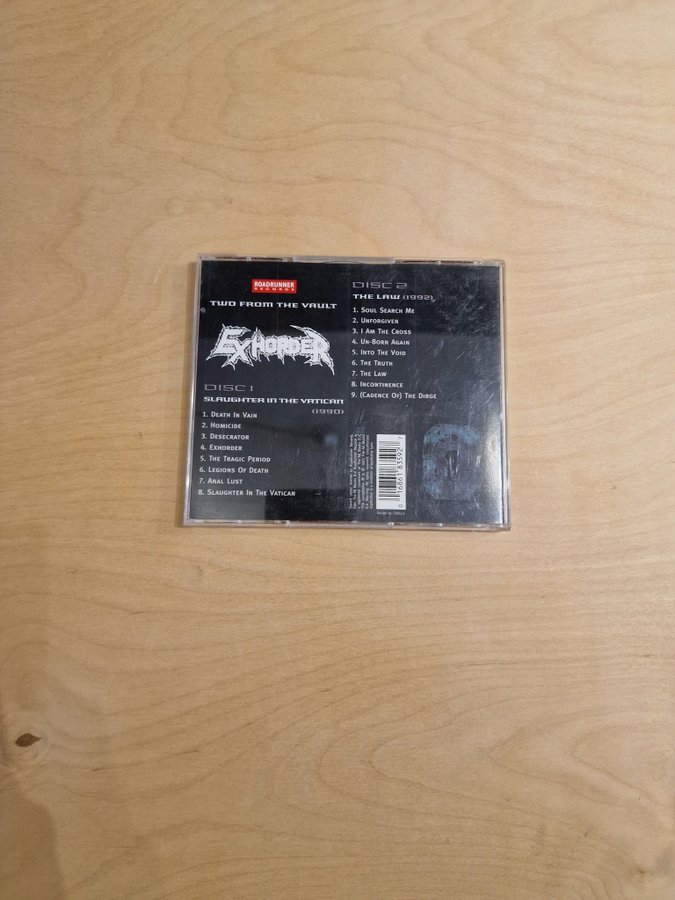 ROADRUNNER
RECORDS
TWO FROM THE VAULT
EXHORDER
DISC 1
SLAUGHTER IN THE VATICAN
(1990)
1. DEATH IN VAIN
2. HOMICIDE
3. DESECRATOR
4. EXHORDER
5. THE TRAGIC PERIOD
6. LEGIONS OF DEATH
7. ANAL LUST
8. SLAUGHTER IN THE VATICAN
DISC 2
THE LAW (1992)
1. SOUL SEARCH ME
2. UNFORGIVEN
3. I AM THE CROSS
4. UN-BORN AGAIN
5. INTO THE VOID
6. THE TRUTH
7. THE LAW
8. INCONTINENCE
9. (CADENCE OF) THE DIRGE
0 16861 83592 7